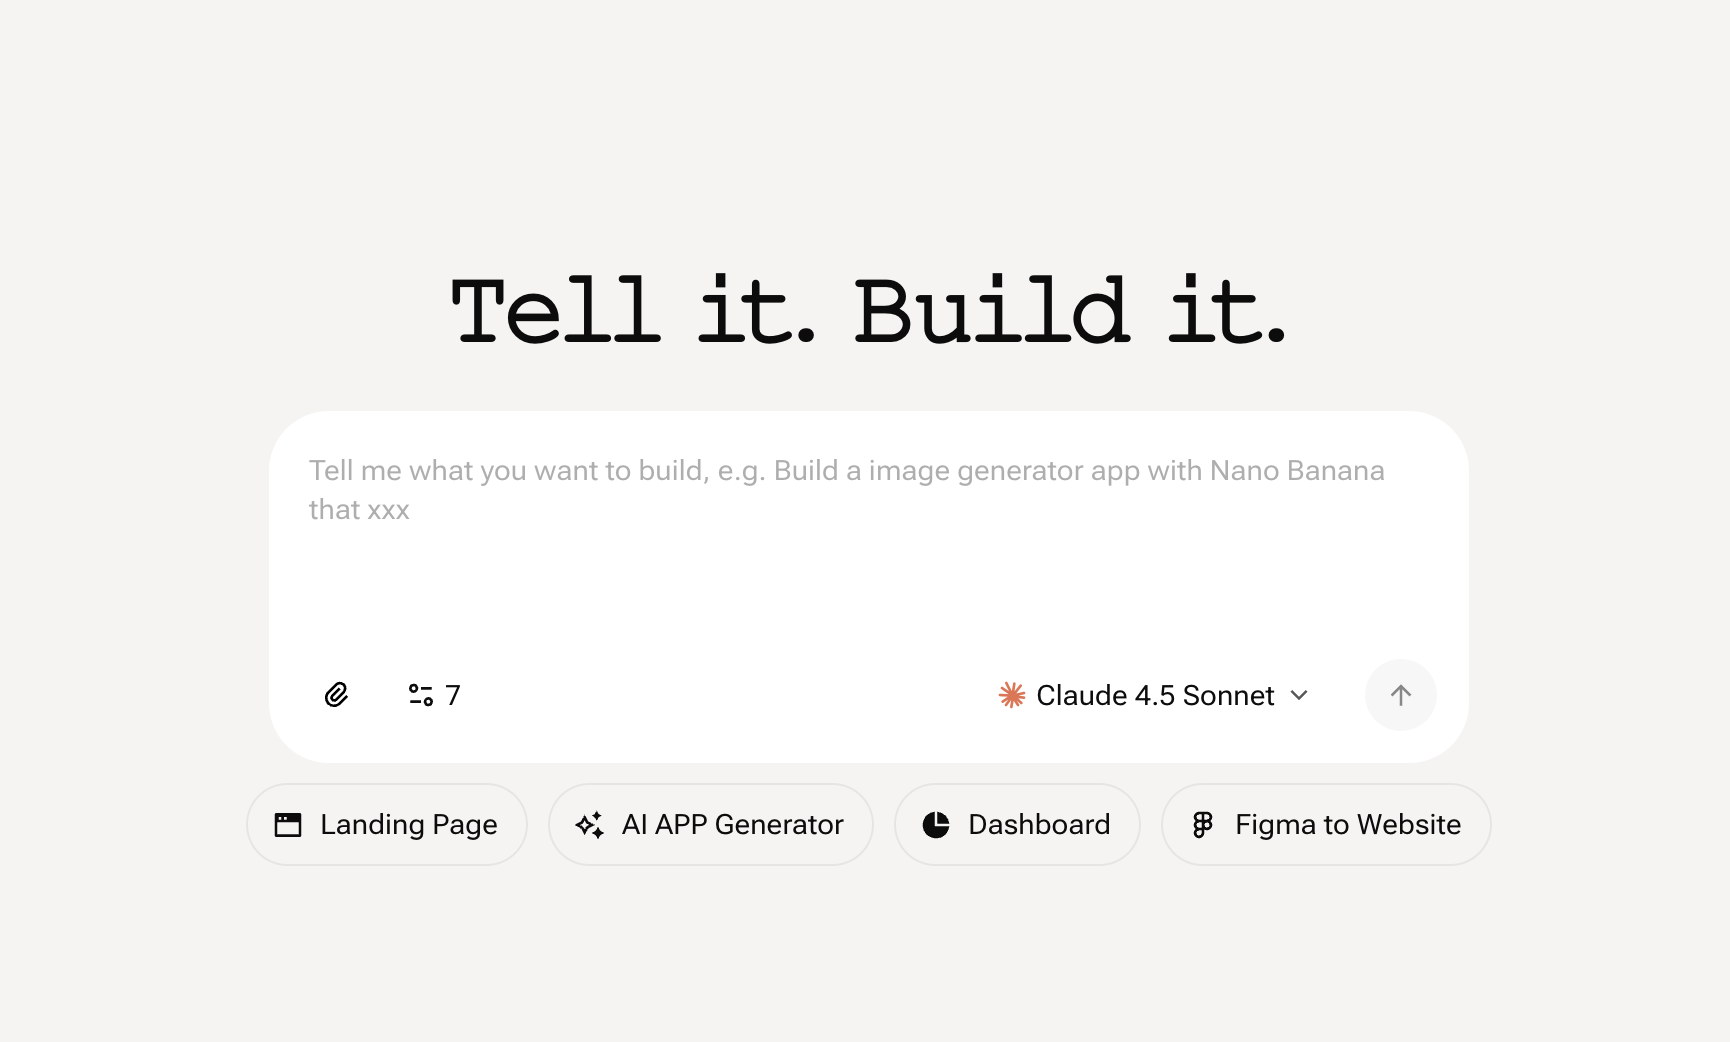 Tell it. Build it.
Tell me what you want to build, e.g. Build a image generator app with Nano Banana
that xxx
7
Claude 4.5 Sonnet
Landing Page
AI APP Generator
Dashboard
Figma to Website